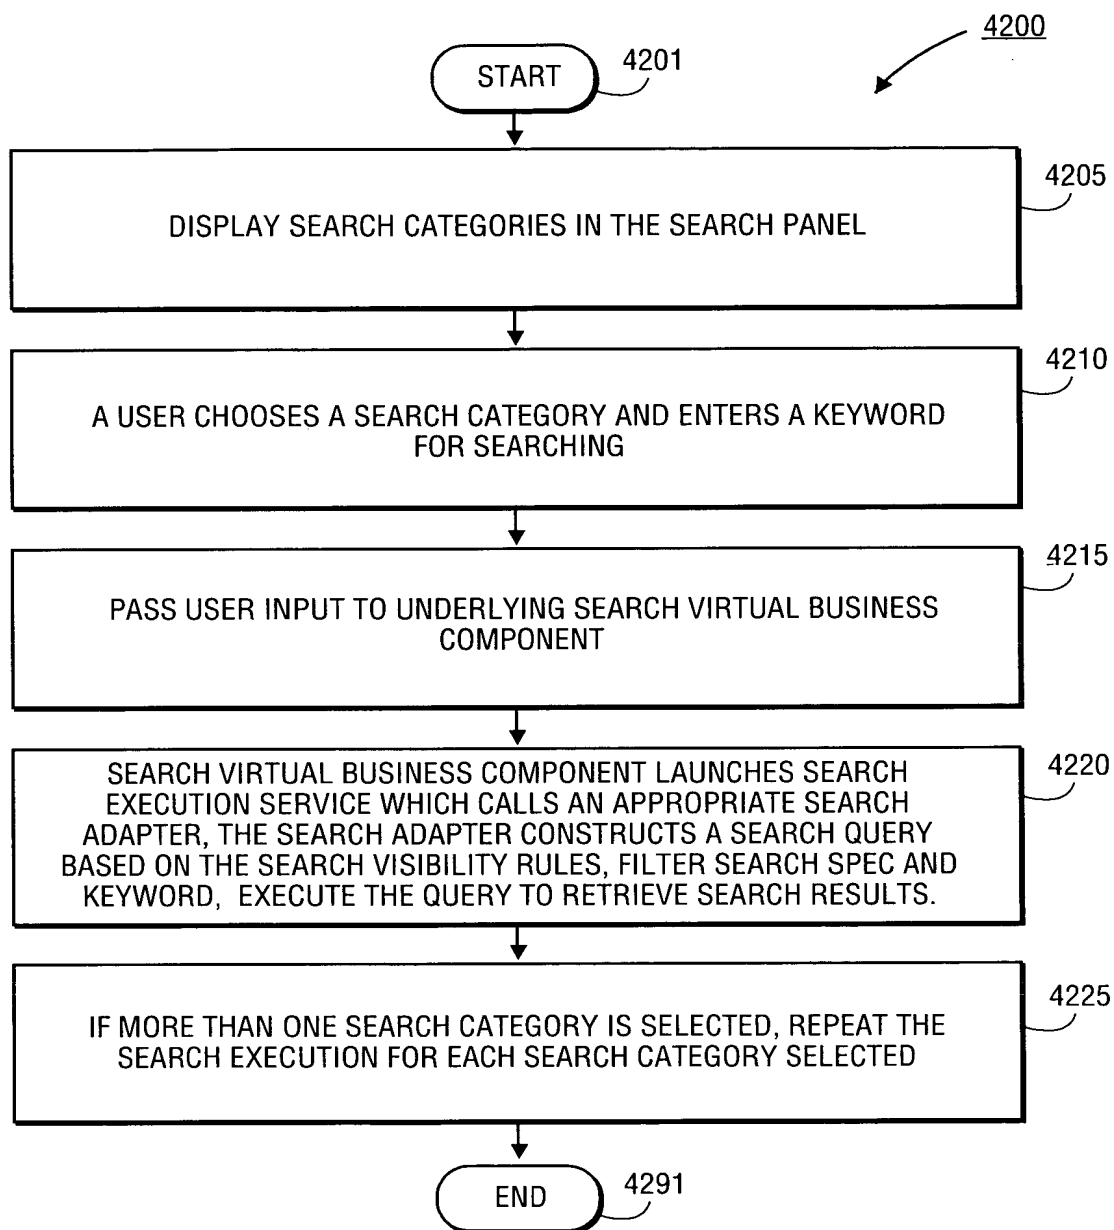 4200
START
4201
4205
DISPLAY SEARCH CATEGORIES IN THE SEARCH PANEL
4210
A USER CHOOSES A SEARCH CATEGORY AND ENTERS A KEYWORD
FOR SEARCHING
4215
PASS USER INPUT TO UNDERLYING SEARCH VIRTUAL BUSINESS
COMPONENT
4220
SEARCH VIRTUAL BUSINESS COMPONENT LAUNCHES SEARCH
EXECUTION SERVICE WHICH CALLS AN APPROPRIATE SEARCH
ADAPTER, THE SEARCH ADAPTER CONSTRUCTS A SEARCH QUERY
BASED ON THE SEARCH VISIBILITY RULES, FILTER SEARCH SPEC AND
KEYWORD, EXECUTE THE QUERY TO RETRIEVE SEARCH RESULTS.
4225
IF MORE THAN ONE SEARCH CATEGORY IS SELECTED, REPEAT THE
SEARCH EXECUTION FOR EACH SEARCH CATEGORY SELECTED
END
4291